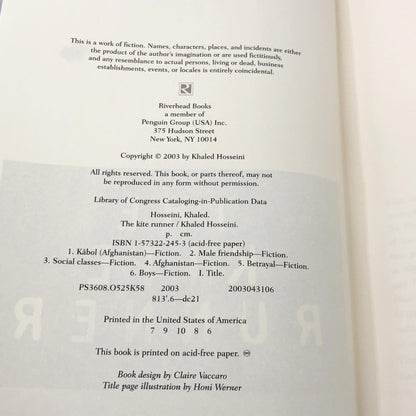 This is a work of fiction. Names, characters, places, and incidents are either
the product of the author's imagination or are used fictitiously,
and any resemblance to actual persons, living or dead, business
establishments, events, or locales is entirely coincidental.
R
Riverhead Books
a member of
Penguin Group (USA) Inc.
375 Hudson Street
New York, NY 10014
Copyright © 2003 by Khaled Hosseini
All rights reserved. This book, or parts thereof, may not
be reproduced in any form without permission.
Library of Congress Cataloging-in-Publication Data
Hosseini, Khaled.
The kite runner / Khaled Hosseini.
p. cm.
ISBN 1-57322-245-3 (acid-free paper)
1. Kābol (Afghanistan)—Fiction. 2. Male friendship—Fiction.
3. Social classes—Fiction. 4. Afghanistan—Fiction. 5. Betrayal—Fiction.
6. Boys—Fiction. I. Title.
PS3608.O525K58 2003 2003043106
813'.6—dc21
Printed in the United States of America
7 9 10 8 6
This book is printed on acid-free paper. ♾
Book design by Claire Vaccaro
Title page illustration by Honi Werner